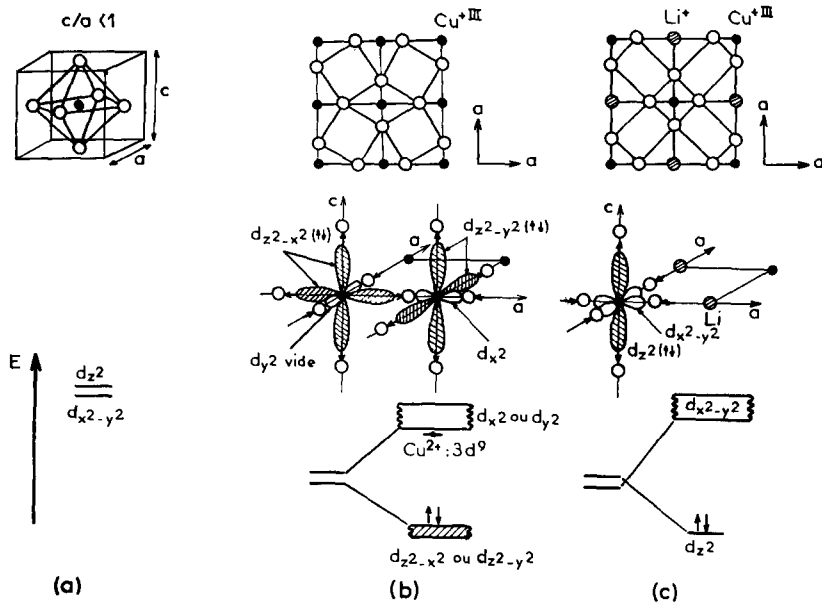 c/a <1
c
a
Cu⁺ᴵᴵᴵ
a
a
Li⁺
Cu⁺ᴵᴵᴵ
a
a
c
dz²-x² (↑↓)
a
dz²-y² (↑↓)
a
dy² vide
dx²
c
a
a
Li
dx²-y²
dz² (↑↓)
E
dz²
dx²-y²
dx² ou dy²
Cu²⁺ : 3d⁹
↑↓
dz²-x² ou dz²-y²
dx²-y²
↑↓
dz²
(a)
(b)
(c)